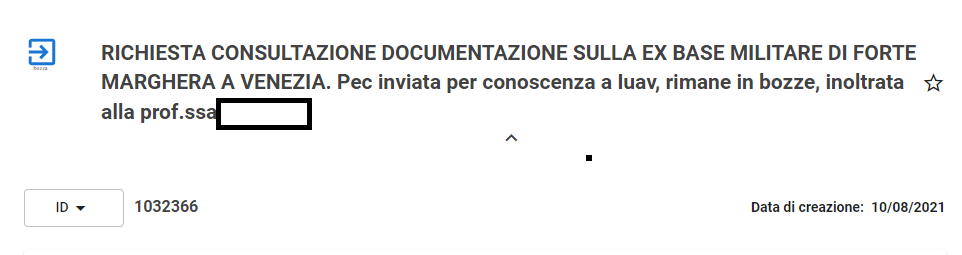 bozza
RICHIESTA CONSULTAZIONE DOCUMENTAZIONE SULLA EX BASE MILITARE DI FORTE
MARGHERA A VENEZIA. Pec inviata per conoscenza a Iuav, rimane in bozze, inoltrata
alla prof.ssa
ID
1032366
Data di creazione: 10/08/2021